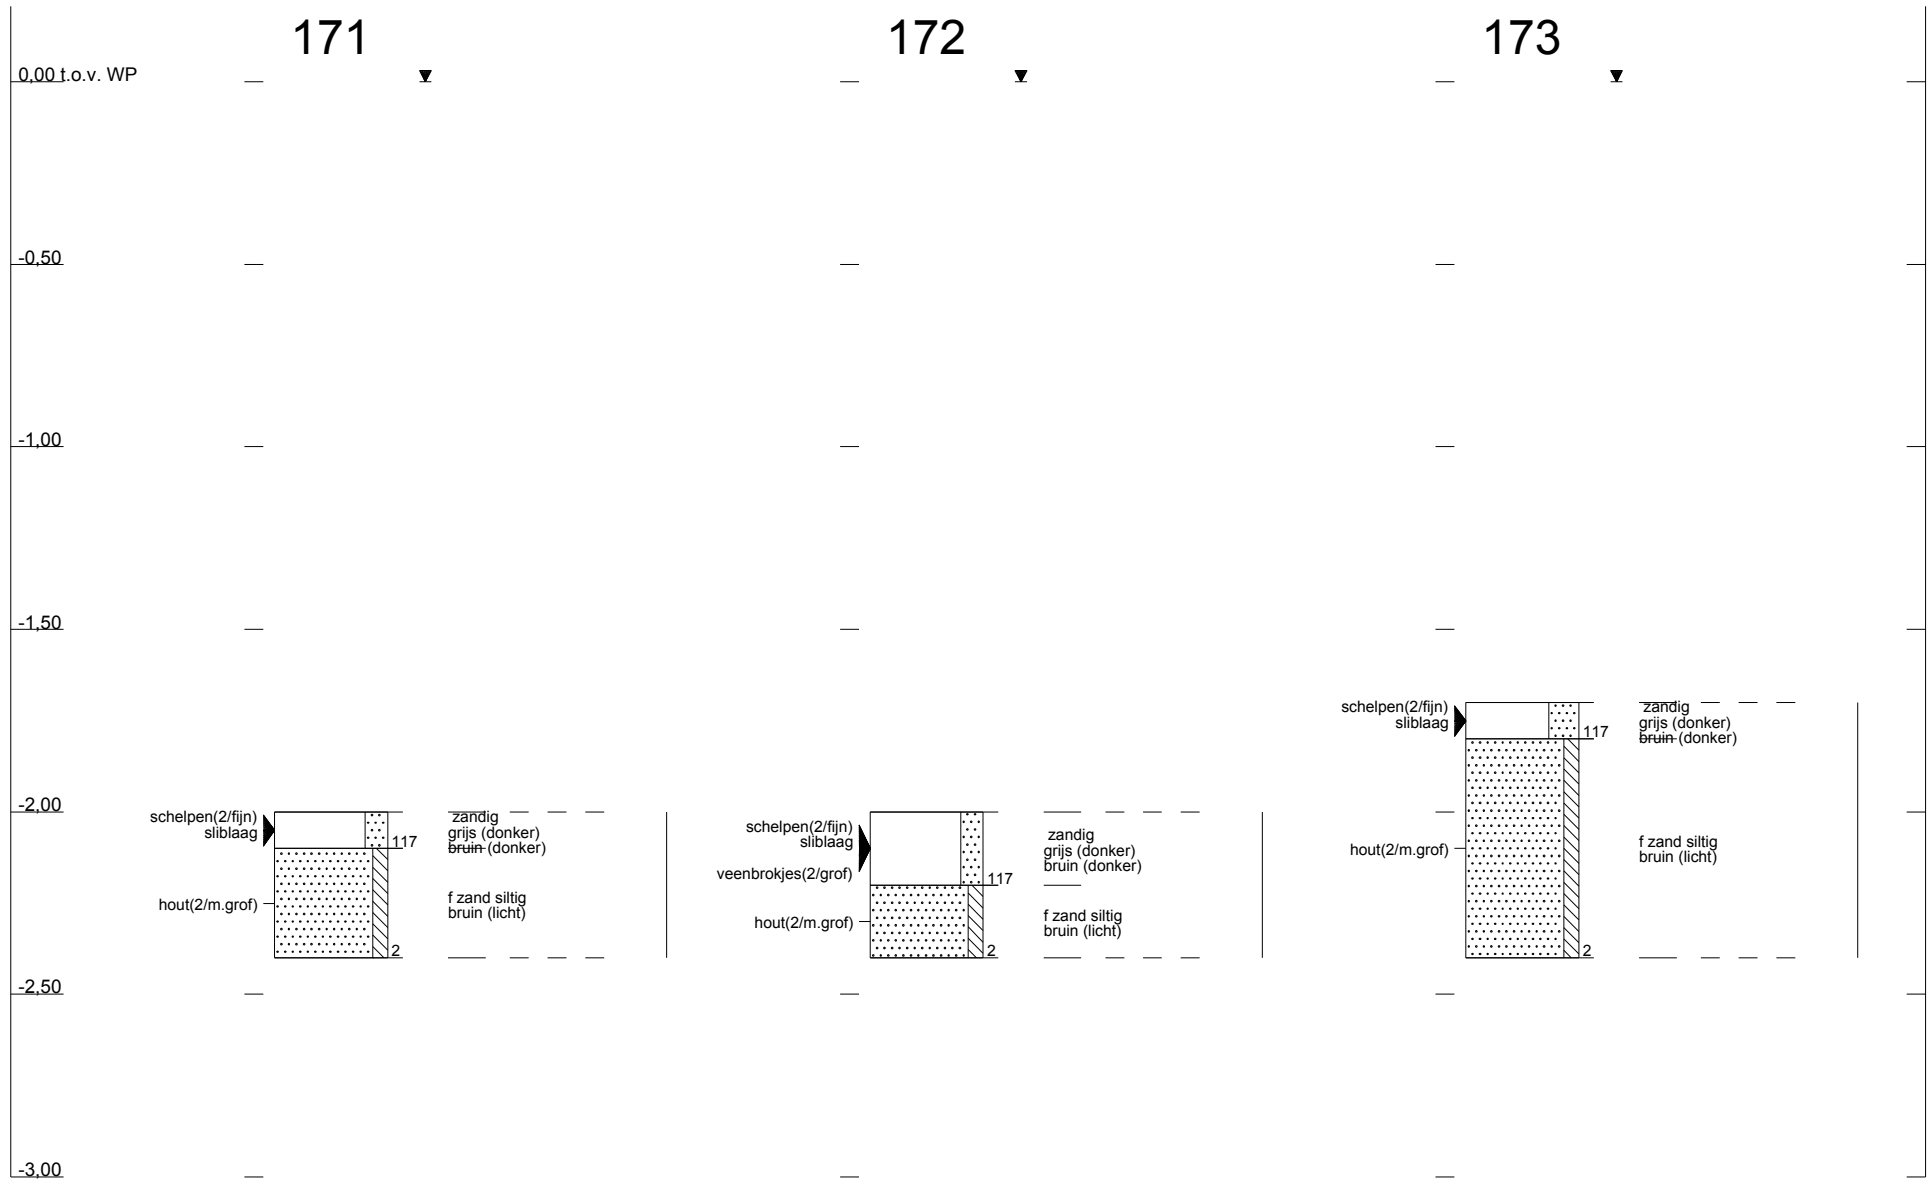 171
172
173
0,00 t.o.v. WP
-0,50
-1,00
-1,50
-2,00
-2,50
-3,00
schelpen(2/fijn)
sliblaag
hout(2/m.grof)
117
2
zandig
grijs (donker)
bruin (donker)
f zand siltig
bruin (licht)
schelpen(2/fijn)
sliblaag
veenbrokjes(2/grof)
hout(2/m.grof)
117
2
zandig
grijs (donker)
bruin (donker)
f zand siltig
bruin (licht)
schelpen(2/fijn)
sliblaag
hout(2/m.grof)
117
2
zandig
grijs (donker)
bruin (donker)
f zand siltig
bruin (licht)